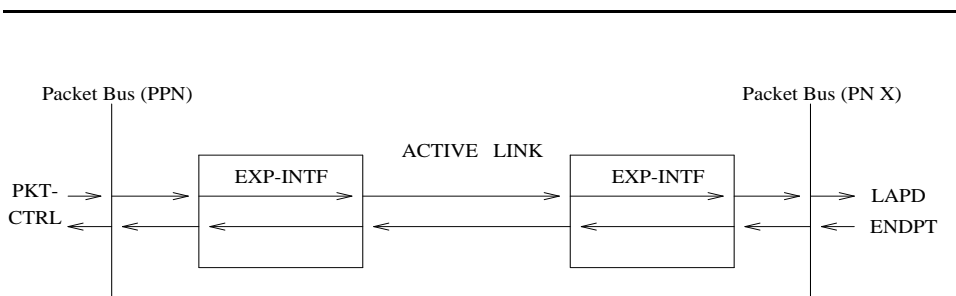 Packet Bus (PPN)
Packet Bus (PN X)
ACTIVE LINK
EXP-INTF
EXP-INTF
PKT-
CTRL
LAPD
ENDPT